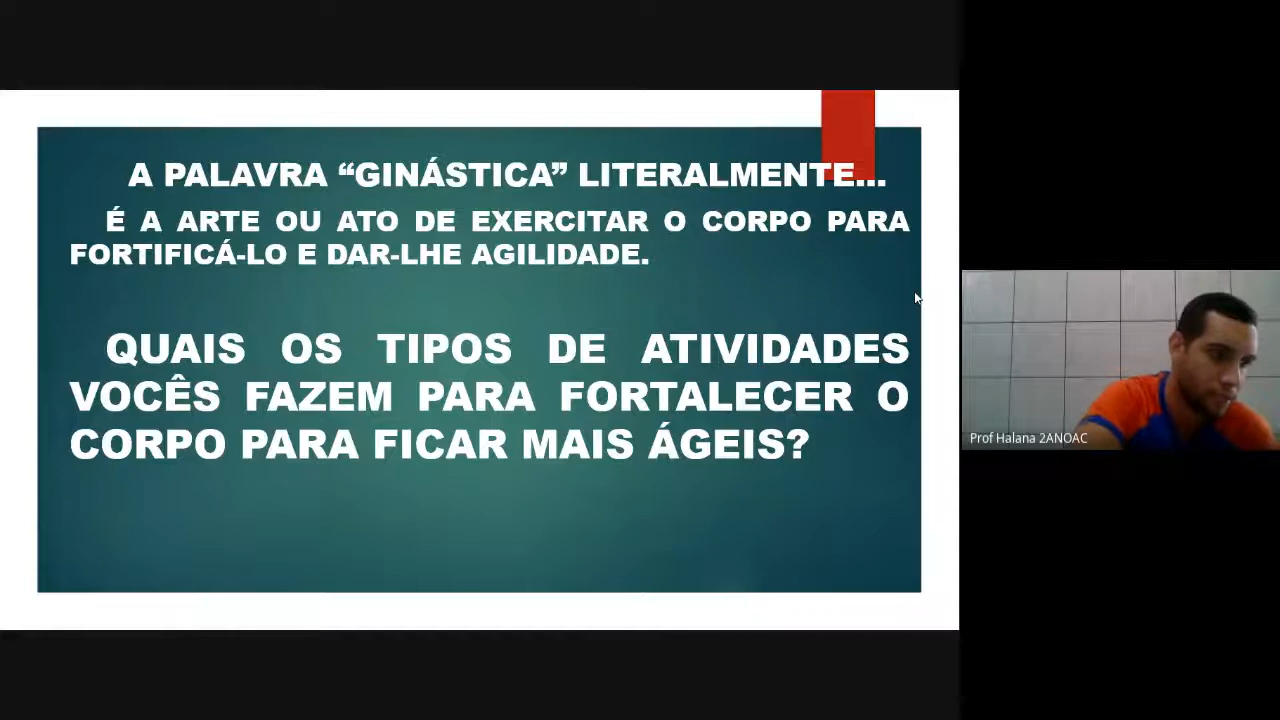 A PALAVRA “GINÁSTICA” LITERALMENTE...
É A ARTE OU ATO DE EXERCITAR O CORPO PARA
FORTIFICÁ-LO E DAR-LHE AGILIDADE.
QUAIS OS TIPOS DE ATIVIDADES
VOCÊS FAZEM PARA FORTALECER O
CORPO PARA FICAR MAIS ÁGEIS?
Prof Halana 2ANOAC